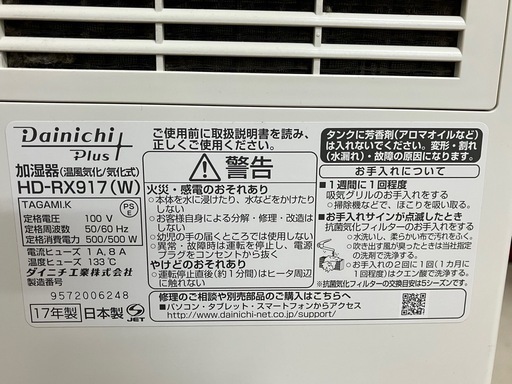 Dainichi
Plus
加湿器(温風気化/気化式)
HD-RX917(W)
TAGAMI.K
PS
E
定格電圧: 100 V
定格周波数: 50/60 Hz
定格消費電力: 500/500 W
電流ヒューズ 1 A, 8 A
温度ヒューズ 133℃
ダイニチ工業株式会社
製造番号
9572006248
17年製 日本製 JET
ご使用前に取扱説明書を読み、
正しくご使用ください。
警告
火災・感電のおそれあり
•本体を水に浸けたり、水などをかけたりしない
•お客様自身による分解・修理・改造はしない
•幼児の手の届くところでは使用しない
•異常・故障時は運転を停止し、電源プラグをコンセントから抜く
やけどのおそれあり
•運転停止直後(約1分間)はヒータ周辺に触れない
タンクに芳香剤(アロマオイルなど)
は入れないでください。変形・割れ
(水漏れ)・故障の原因になります。
お手入れについて
■1週間に1回程度
吸気グリルのお手入れをする
•掃除機などで、ほこりを吸い取る。
■お手入れサインが点滅したとき
抗菌気化フィルターのお手入れをする
•水洗いし、柔らかい布で汚れを取る。
•吹き出す風が臭ったときは当社指定の洗剤で洗う。
•お手入れの2回に1回(1カ月に1回程度)はクエン酸で洗浄する。
*抗菌気化フィルターの交換目安は5シーズンです。
修理のご相談や別売部品のご購入はこちらへ
■パソコン・タブレット・スマートフォンからアクセス
http://www.dainichi-net.co.jp/support/